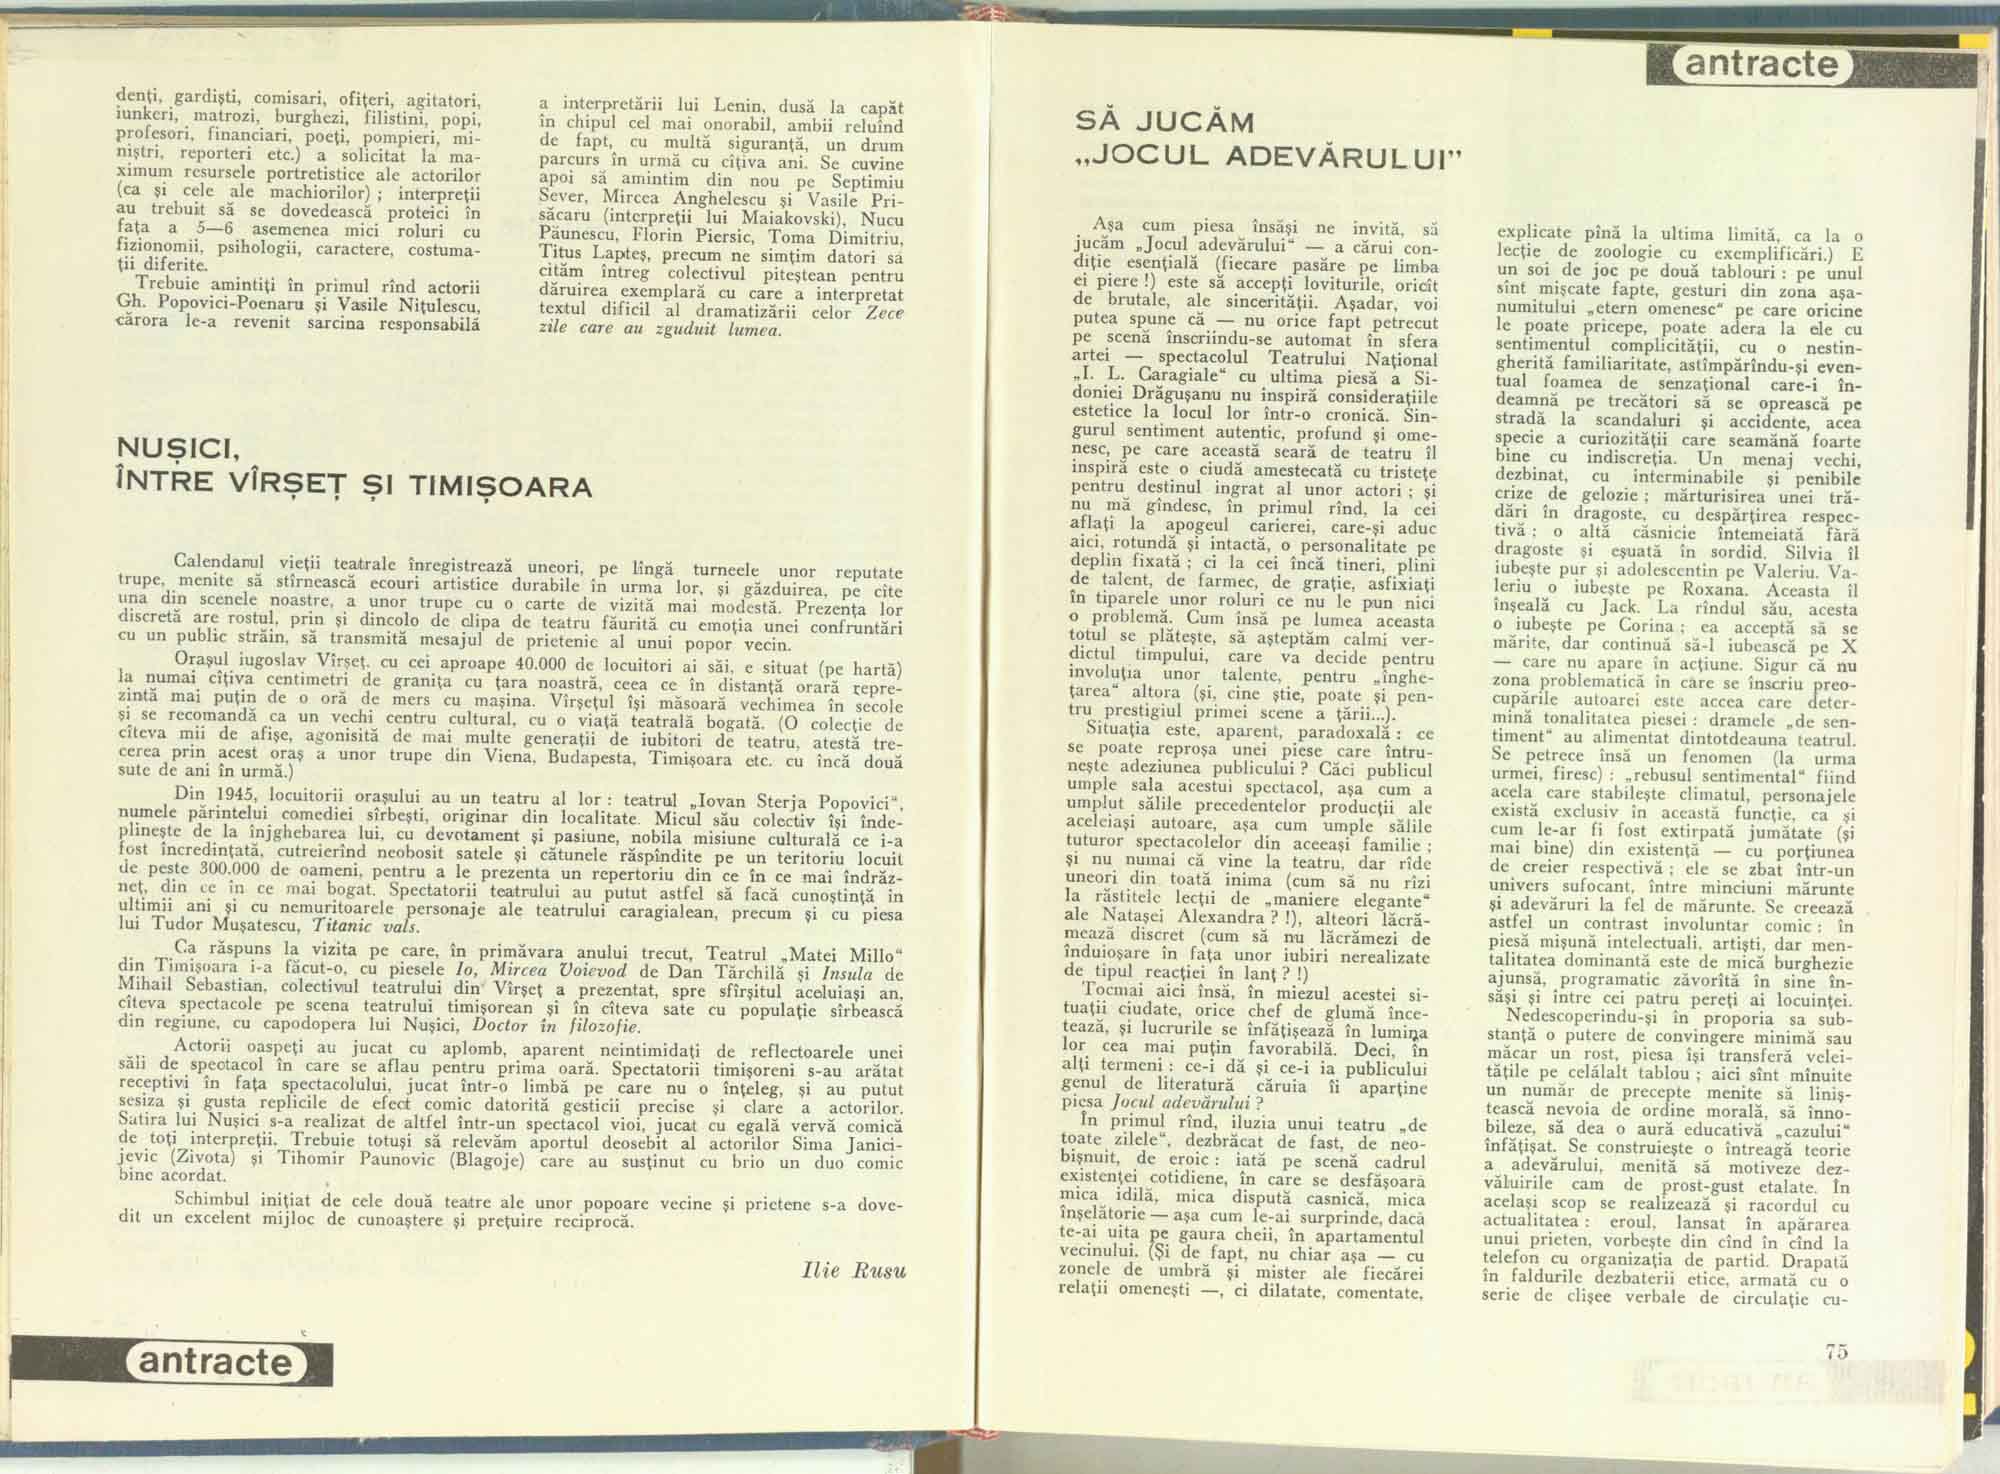 denți, gardiști, comisari, ofițeri, agitatori,
iunkeri, matrozi, burghezi, filistini, popi,
profesori, financiari, poeți, pompieri, mi-
niștri, reporteri etc.) a solicitat la ma-
ximum resursele portretistice ale actorilor
(ca și cele ale machiorilor) ; interpreții
au trebuit să se dovedească proteici în
fața a 5—6 asemenea mici roluri cu
fizionomii, psihologii, caractere, costuma-
ții diferite.
Trebuie amintiți în primul rînd actorii
Gh. Popovici-Poenaru și Vasile Nițulescu,
cărora le-a revenit sarcina responsabilă
a interpretării lui Lenin, dusă la capăt
în chipul cel mai onorabil, ambii reluînd
de fapt, cu multă siguranță, un drum
parcurs în urmă cu cîțiva ani. Se cuvine
apoi să amintim din nou pe Septimiu
Sever, Mircea Anghelescu și Vasile Pri-
săcaru (interpreții lui Maiakovski), Nucu
Păunescu, Florin Piersic, Toma Dimitriu,
Titus Lapteș, precum ne simțim datori să
cităm întreg colectivul piteștean pentru
dăruirea exemplară cu care a interpretat
textul dificil al dramatizării celor Zece
zile care au zguduit lumea.
NUȘICI,
ÎNTRE VÎRȘEȚ ȘI TIMIȘOARA
Calendarul vieții teatrale înregistrează uneori, pe lîngă turneele unor reputate
trupe, menite să stîrnească ecouri artistice durabile în urma lor, și găzduirea, pe cîte
una din scenele noastre, a unor trupe cu o carte de vizită mai modestă. Prezența lor
discretă are rostul, prin și dincolo de clipa de teatru făurită cu emoția unei confruntări
cu un public străin, să transmită mesajul de prietenie al unui popor vecin.
Orașul iugoslav Vîrșeț, cu cei aproape 40.000 de locuitori ai săi, e situat (pe hartă)
la numai cîțiva centimetri de granița cu țara noastră, ceea ce în distanță orară repre-
zintă mai puțin de o oră de mers cu mașina. Vîrșețul își măsoară vechimea în secole
și se recomandă ca un vechi centru cultural, cu o viață teatrală bogată. (O colecție de
cîteva mii de afișe, agonisită de mai multe generații de iubitori de teatru, atestă tre-
cerea prin acest oraș a unor trupe din Viena, Budapesta, Timișoara etc. cu încă două
sute de ani în urmă.)
Din 1945, locuitorii orașului au un teatru al lor : teatrul „Iovan Sterja Popovici“,
numele părintelui comediei sîrbești, originar din localitate. Micul său colectiv își înde-
plinește de la înjghebarea lui, cu devotament și pasiune, nobila misiune culturală ce i-a
fost încredințată, cutreierînd neobosit satele și cătunele răspîndite pe un teritoriu locuit
de peste 300.000 de oameni, pentru a le prezenta un repertoriu din ce în ce mai îndrăz-
neț, din ce în ce mai bogat. Spectatorii teatrului au putut astfel să facă cunoștință în
ultimii ani și cu nemuritoarele personaje ale teatrului caragialean, precum și cu piesa
lui Tudor Mușatescu, Titanic vals.
Ca răspuns la vizita pe care, în primăvara anului trecut, Teatrul „Matei Millo“
din Timișoara i-a făcut-o, cu piesele Io, Mircea Voievod de Dan Tărchilă și Insula de
Mihail Sebastian, colectivul teatrului din Vîrșeț a prezentat, spre sfîrșitul aceluiași an,
cîteva spectacole pe scena teatrului timișorean și în cîteva sate cu populație sîrbească
din regiune, cu capodopera lui Nușici, Doctor în filozofie.
Actorii oaspeți au jucat cu aplomb, aparent neintimidați de reflectoarele unei
săli de spectacol în care se aflau pentru prima oară. Spectatorii timișoreni s-au arătat
receptivi în fața spectacolului, jucat într-o limbă pe care nu o înțeleg, și au putut
sesiza și gusta replicile de efect comic datorită gesticii precise și clare a actorilor.
Satira lui Nușici s-a realizat de altfel într-un spectacol vioi, jucat cu egală vervă comică
de toți interpreții. Trebuie totuși să relevăm aportul deosebit al actorilor Sima Janici-
jevic (Zivota) și Tihomir Paunovic (Blagoje) care au susținut cu brio un duo comic
bine acordat.
Schimbul inițiat de cele două teatre ale unor popoare vecine și prietene s-a dove-
dit un excelent mijloc de cunoaștere și prețuire reciprocă.
Ilie Rusu
antracte
antracte
SĂ JUCĂM
„JOCUL ADEVĂRULUI”
Așa cum piesa însăși ne invită, să
jucăm „Jocul adevărului“ — a cărui con-
diție esențială (fiecare pasăre pe limba
ei piere !) este să accepți loviturile, oricît
de brutale, ale sincerității. Așadar, voi
putea spune că — nu orice fapt petrecut
pe scenă înscriindu-se automat în sfera
artei — spectacolul Teatrului Național
„I. L. Caragiale“ cu ultima piesă a Si-
doniei Drăgușanu nu inspiră considerațiile
estetice la locul lor într-o cronică. Sin-
gurul sentiment autentic, profund și ome-
nesc, pe care această seară de teatru îl
inspiră este o ciudă amestecată cu tristețe
pentru destinul ingrat al unor actori ; și
nu mă gîndesc, în primul rînd, la cei
aflați la apogeul carierei, care-și aduc
aici, rotundă și intactă, o personalitate pe
deplin fixată ; ci la cei încă tineri, plini
de talent, de farmec, de grație, asfixiați
în tiparele unor roluri ce nu le pun nici
o problemă. Cum însă pe lumea aceasta
totul se plătește, să așteptăm calmi ver-
dictul timpului, care va decide pentru
involuția unor talente, pentru „înghe-
țarea“ altora (și, cine știe, poate și pen-
tru prestigiul primei scene a țării...).
Situația este, aparent, paradoxală : ce
se poate reproșa unei piese care întru-
nește adeziunea publicului ? Căci publicul
umple sala acestui spectacol, așa cum a
umplut sălile precedentelor producții ale
aceleiași autoare, așa cum umple sălile
tuturor spectacolelor din aceeași familie ;
și nu numai că vine la teatru, dar rîde
uneori din toată inima (cum să nu rîzi
la răstitele lecții de „maniere elegante“
ale Natașei Alexandra ? !), alteori lăcră-
mează discret (cum să nu lăcrămezi de
înduioșare în fața unor iubiri nerealizate
de tipul reacției în lanț ? !)
Tocmai aici însă, în miezul acestei si-
tuații ciudate, orice chef de glumă înce-
tează, și lucrurile se înfățișează în lumina
lor cea mai puțin favorabilă. Deci, în
alți termeni : ce-i dă și ce-i ia publicului
genul de literatură căruia îi aparține
piesa Jocul adevărului ?
În primul rînd, iluzia unui teatru „de
toate zilele“, dezbrăcat de fast, de neo-
bișnuit, de eroic : iată pe scenă cadrul
existenței cotidiene, în care se desfășoară
mica idilă, mica dispută casnică, mica
înșelătorie — așa cum le-ai surprinde, dacă
te-ai uita pe gaura cheii, în apartamentul
vecinului. (Și de fapt, nu chiar așa — cu
zonele de umbră și mister ale fiecărei
relații omenești —, ci dilatate, comentate,
explicate pînă la ultima limită, ca la o
lecție de zoologie cu exemplificări.) E
un soi de joc pe două tablouri : pe unul
sînt mișcate fapte, gesturi din zona așa-
numitului „etern omenesc“ pe care oricine
le poate pricepe, poate adera la ele cu
sentimentul complicității, cu o nestin-
gherită familiaritate, astîmpărîndu-și even-
tual foamea de senzațional care-i în-
deamnă pe trecători să se oprească pe
stradă la scandaluri și accidente, acea
specie a curiozității care seamănă foarte
bine cu indiscreția. Un menaj vechi,
dezbinat, cu interminabile și penibile
crize de gelozie ; mărturisirea unei tră-
dări în dragoste, cu despărțirea respec-
tivă ; o altă căsnicie întemeiată fără
dragoste și eșuată în sordid. Silvia îl
iubește pur și adolescentin pe Valeriu. Va-
leriu o iubește pe Roxana. Aceasta îl
înșeală cu Jack. La rîndul său, acesta
o iubește pe Corina ; ea acceptă să se
mărite, dar continuă să-l iubească pe X
— care nu apare în acțiune. Sigur că nu
zona problematică în care se înscriu preo-
cupările autoarei este accea care deter-
mină tonalitatea piesei : dramele „de sen-
timent“ au alimentat dintotdeauna teatrul.
Se petrece însă un fenomen (la urma
urmei, firesc) : „rebusul sentimental“ fiind
acela care stabilește climatul, personajele
există exclusiv în această funcție, ca și
cum le-ar fi fost extirpată jumătate (și
mai bine) din existență — cu porțiunea
de creier respectivă ; ele se zbat într-un
univers sufocant, între minciuni mărunte
și adevăruri la fel de mărunte. Se creează
astfel un contrast involuntar comic : în
piesă mișună intelectuali, artiști, dar men-
talitatea dominantă este de mică burghezie
ajunsă, programatic zăvorîtă în sine în-
săși și între cei patru pereți ai locuinței.
Nedescoperindu-și în proporia sa sub-
stanță o putere de convingere minimă sau
măcar un rost, piesa își transferă velei-
tățile pe celălalt tablou ; aici sînt mînuite
un număr de precepte menite să liniș-
tească nevoia de ordine morală, să înno-
bileze, să dea o aură educativă „cazului“
înfățișat. Se construiește o întreagă teorie
a adevărului, menită să motiveze dez-
văluirile cam de prost-gust etalate. În
același scop se realizează și racordul cu
actualitatea : eroul, lansat în apărarea
unui prieten, vorbește din cînd în cînd la
telefon cu organizația de partid. Drapată
în faldurile dezbaterii etice, armată cu o
serie de clișee verbale de circulație cu-
75